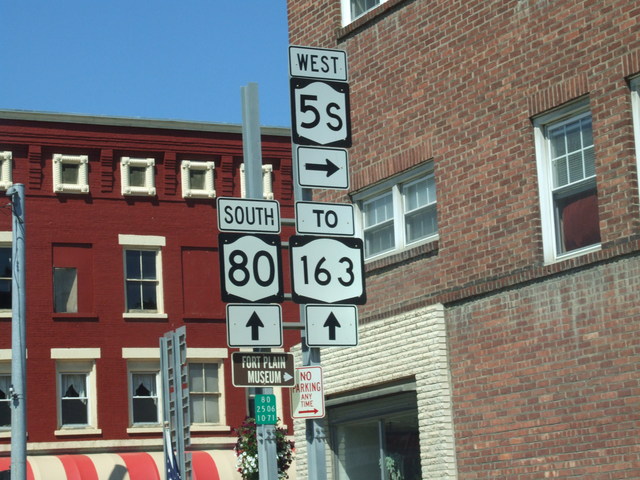 WEST
5S
SOUTH
80
TO
163
FORT PLAIN
MUSEUM
NO
PARKING
ANY
TIME
80
2506
1071